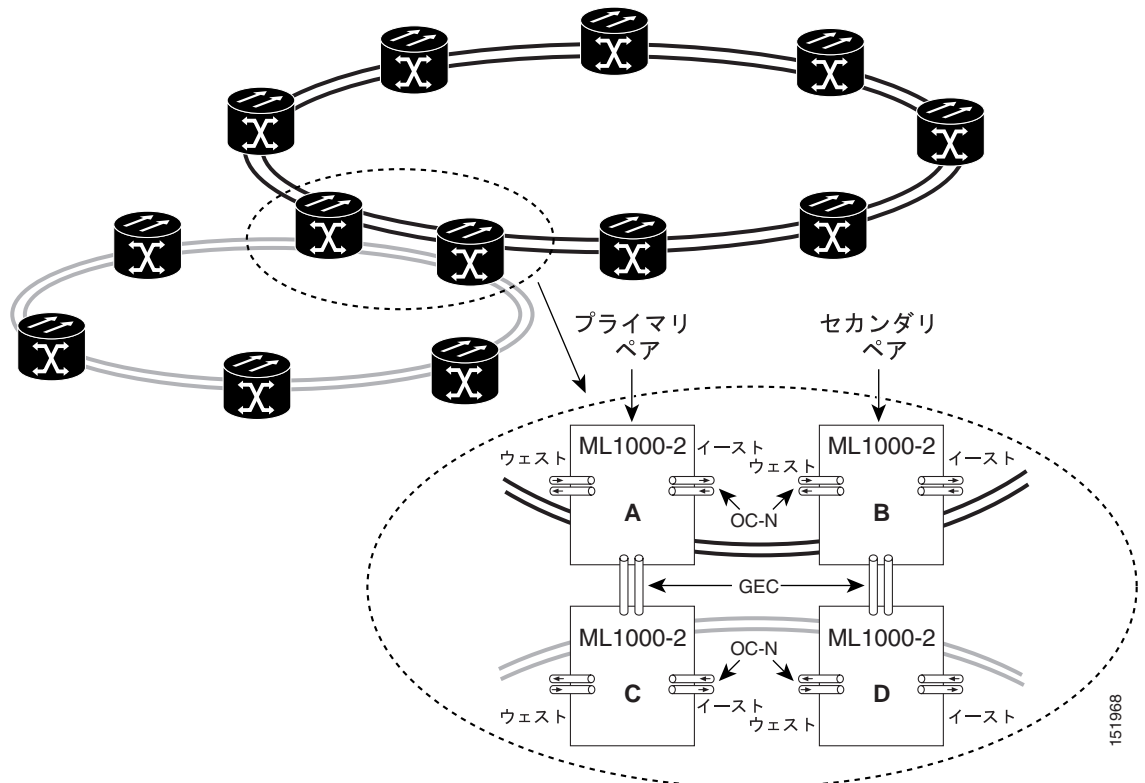 プライマリ
ペア
セカンダリ
ペア
ML1000-2
ML1000-2
ウェスト
イースト
ウェスト
イースト
OC-N
A
B
GEC
ML1000-2
ML1000-2
OC-N
C
D
ウェスト
イースト
ウェスト
イースト
151968